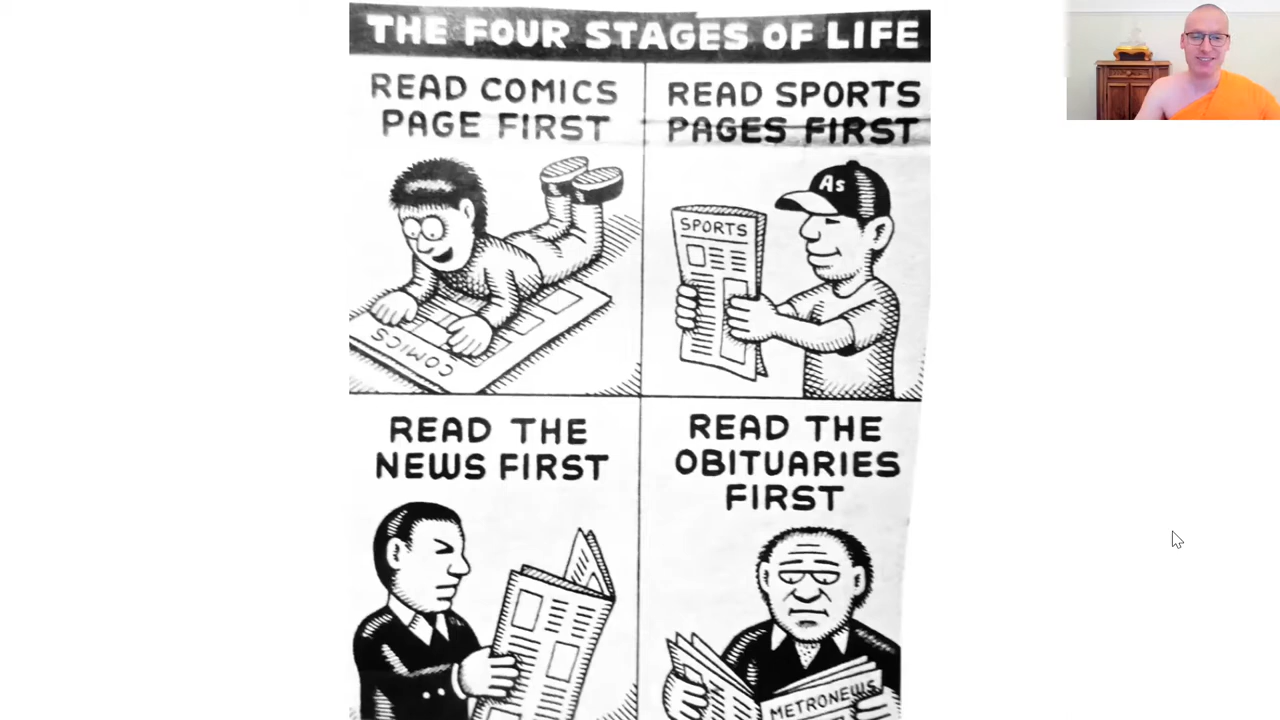 THE FOUR STAGES OF LIFE
READ COMICS
PAGE FIRST
COMICS
READ SPORTS
PAGES FIRST
As
SPORTS
READ THE
NEWS FIRST
READ THE
OBITUARIES
FIRST
METRONEWS